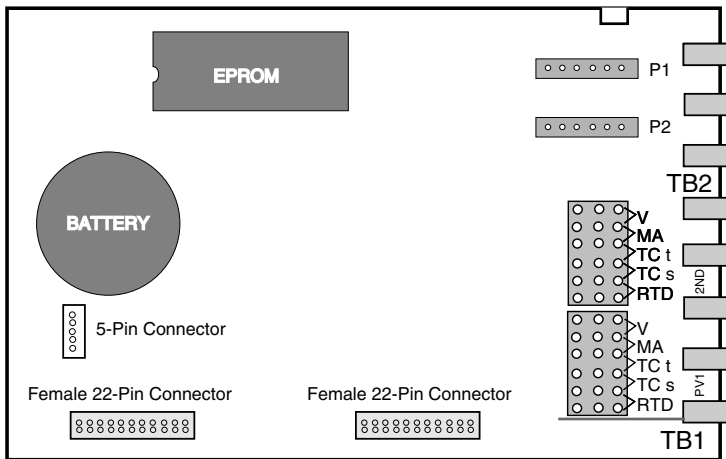 EPROM
P1
P2
TB2
BATTERY
V
MA
TC t
TC s
RTD
2ND
5-Pin Connector
V
MA
TC t
TC s
RTD
PV1
Female 22-Pin Connector
Female 22-Pin Connector
TB1